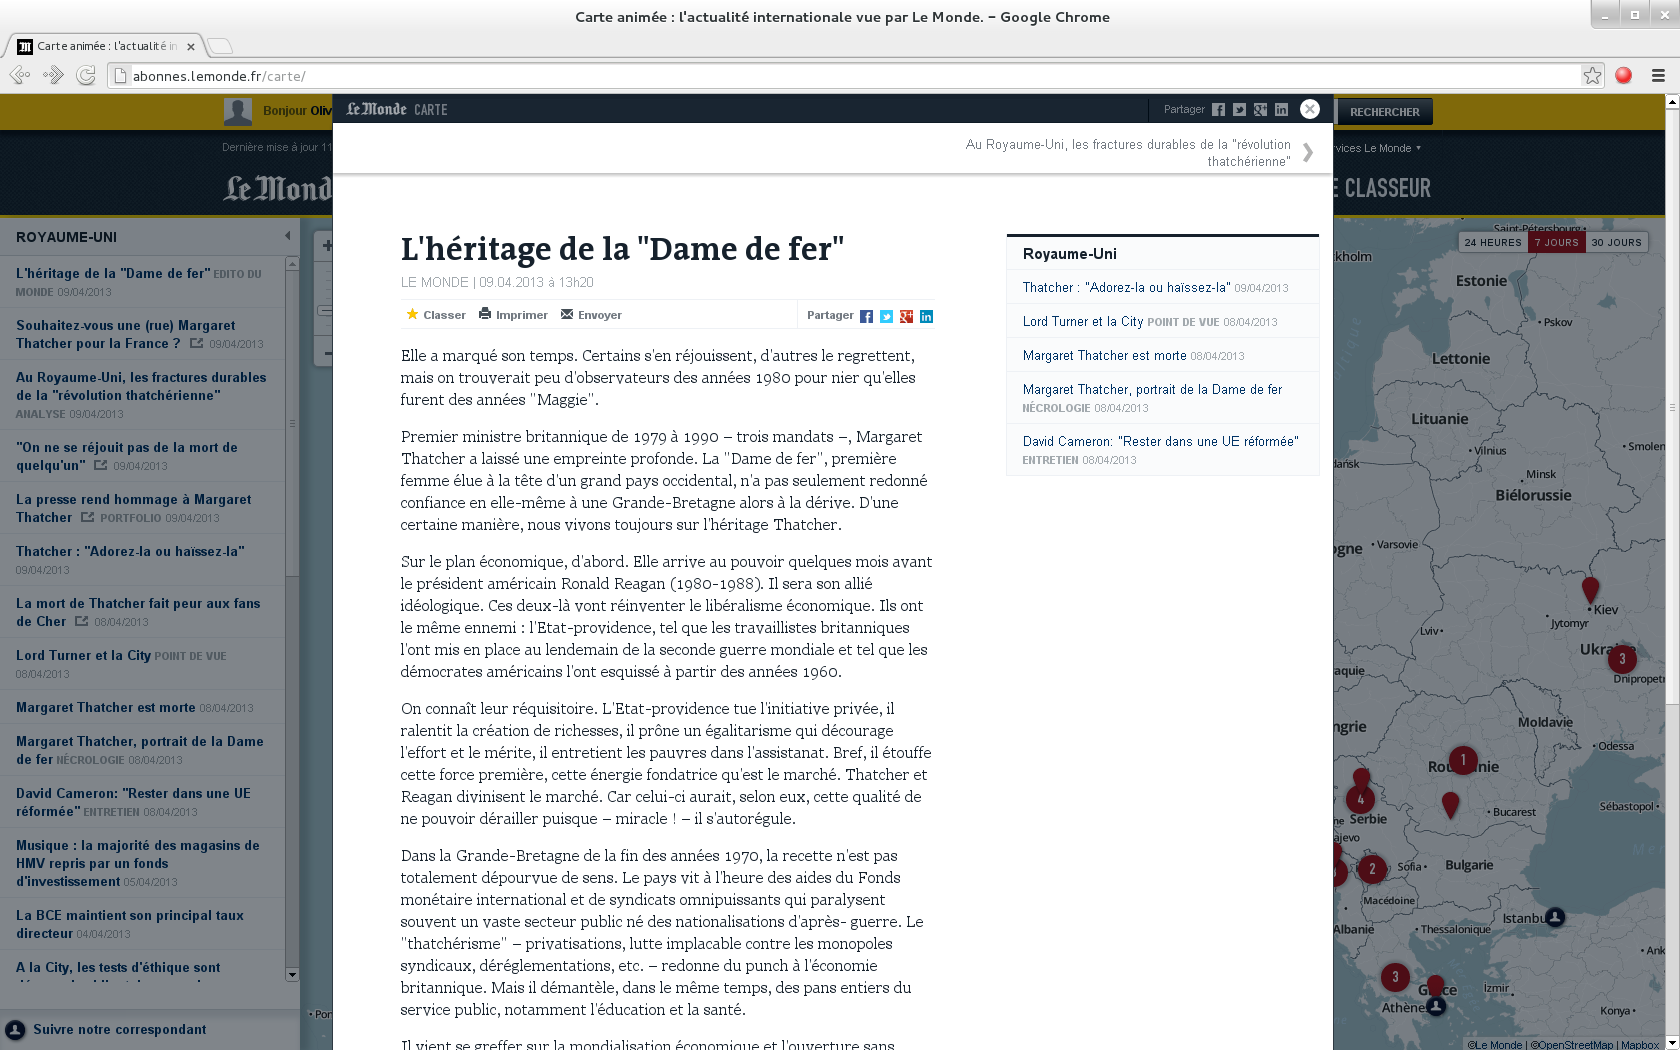 Carte animée : l'actualité internationale vue par Le Monde. - Google Chrome
Carte animée : l'actualité in
abonnes.lemonde.fr/carte/
Bonjour Oliv
Le Monde CARTE
Partager
RECHERCHER
Dernière mise à jour 11
Au Royaume-Uni, les fractures durables de la "révolution
thatchérienne"
rvices Le Monde
Le Mond
E CLASSEUR
ROYAUME-UNI
L'héritage de la "Dame de fer" EDITO DU
MONDE 09/04/2013
Souhaitez-vous une (rue) Margaret
Thatcher pour la France ? 09/04/2013
Au Royaume-Uni, les fractures durables
de la "révolution thatchérienne"
ANALYSE 09/04/2013
"On ne se réjouit pas de la mort de
quelqu'un" 09/04/2013
La presse rend hommage à Margaret
Thatcher PORTFOLIO 09/04/2013
Thatcher : "Adorez-la ou haïssez-la"
09/04/2013
La mort de Thatcher fait peur aux fans
de Cher 08/04/2013
Lord Turner et la City POINT DE VUE
08/04/2013
Margaret Thatcher est morte 08/04/2013
Margaret Thatcher, portrait de la Dame
de fer NÉCROLOGIE 08/04/2013
David Cameron: "Rester dans une UE
réformée" ENTRETIEN 08/04/2013
Musique : la majorité des magasins de
HMV repris par un fonds
d'investissement 05/04/2013
La BCE maintient son principal taux
directeur 04/04/2013
A la City, les tests d'éthique sont
Suivre notre correspondant
L'héritage de la "Dame de fer"
LE MONDE | 09.04.2013 à 13h20
Classer Imprimer Envoyer Partager
Elle a marqué son temps. Certains s'en réjouissent, d'autres le regrettent,
mais on trouverait peu d'observateurs des années 1980 pour nier qu'elles
furent des années "Maggie".
Premier ministre britannique de 1979 à 1990 – trois mandats –, Margaret
Thatcher a laissé une empreinte profonde. La "Dame de fer", première
femme élue à la tête d'un grand pays occidental, n'a pas seulement redonné
confiance en elle-même à une Grande-Bretagne alors à la dérive. D'une
certaine manière, nous vivons toujours sur l'héritage Thatcher.
Sur le plan économique, d'abord. Elle arrive au pouvoir quelques mois avant
le président américain Ronald Reagan (1980-1988). Il sera son allié
idéologique. Ces deux-là vont réinventer le libéralisme économique. Ils ont
le même ennemi : l'Etat-providence, tel que les travaillistes britanniques
l'ont mis en place au lendemain de la seconde guerre mondiale et tel que les
démocrates américains l'ont esquissé à partir des années 1960.
On connaît leur réquisitoire. L'Etat-providence tue l'initiative privée, il
ralentit la création de richesses, il prône un égalitarisme qui décourage
l'effort et le mérite, il entretient les pauvres dans l'assistanat. Bref, il étouffe
cette force première, cette énergie fondatrice qu'est le marché. Thatcher et
Reagan divinisent le marché. Car celui-ci aurait, selon eux, cette qualité de
ne pouvoir dérailler puisque – miracle ! – il s'autorégule.
Dans la Grande-Bretagne de la fin des années 1970, la recette n'est pas
totalement dépourvue de sens. Le pays vit à l'heure des aides du Fonds
monétaire international et de syndicats omnipuissants qui paralysent
souvent un vaste secteur public né des nationalisations d'après- guerre. Le
"thatchérisme" – privatisations, lutte implacable contre les monopoles
syndicaux, déréglementations, etc. – redonne du punch à l'économie
britannique. Mais il démantèle, dans le même temps, des pans entiers du
service public, notamment l'éducation et la santé.
Il vient se greffer sur la mondialisation économique et l'ouverture sans
Royaume-Uni
Thatcher : "Adorez-la ou haïssez-la" 09/04/2013
Lord Turner et la City POINT DE VUE 08/04/2013
Margaret Thatcher est morte 08/04/2013
Margaret Thatcher, portrait de la Dame de fer
NÉCROLOGIE 08/04/2013
David Cameron: "Rester dans une UE réformée"
ENTRETIEN 08/04/2013
Saint-Pétersbourg
24 HEURES 7 JOURS 30 JOURS
kholm
Estonie
Pskov
Lettonie
Lituanie
Smolen
Vilnius
dańsk
Minsk
Biélorussie
ogne
Varsovie
Kiev
Jytomyr
Lviv
Ukra
3
Dnipropetr
aquie
ngrie
Moldavie
Odessa
Rou nie
1
4
Serbie
Bucarest
Sébastopol
ajevo
2
Sofia
Bulgarie
Macédoine
Istanbu
Albanie
Thessalonique
Ank
3
Grèce
Izmir
Athène
Konya
Pon
©Le Monde | ©OpenStreetMap | Mapbox